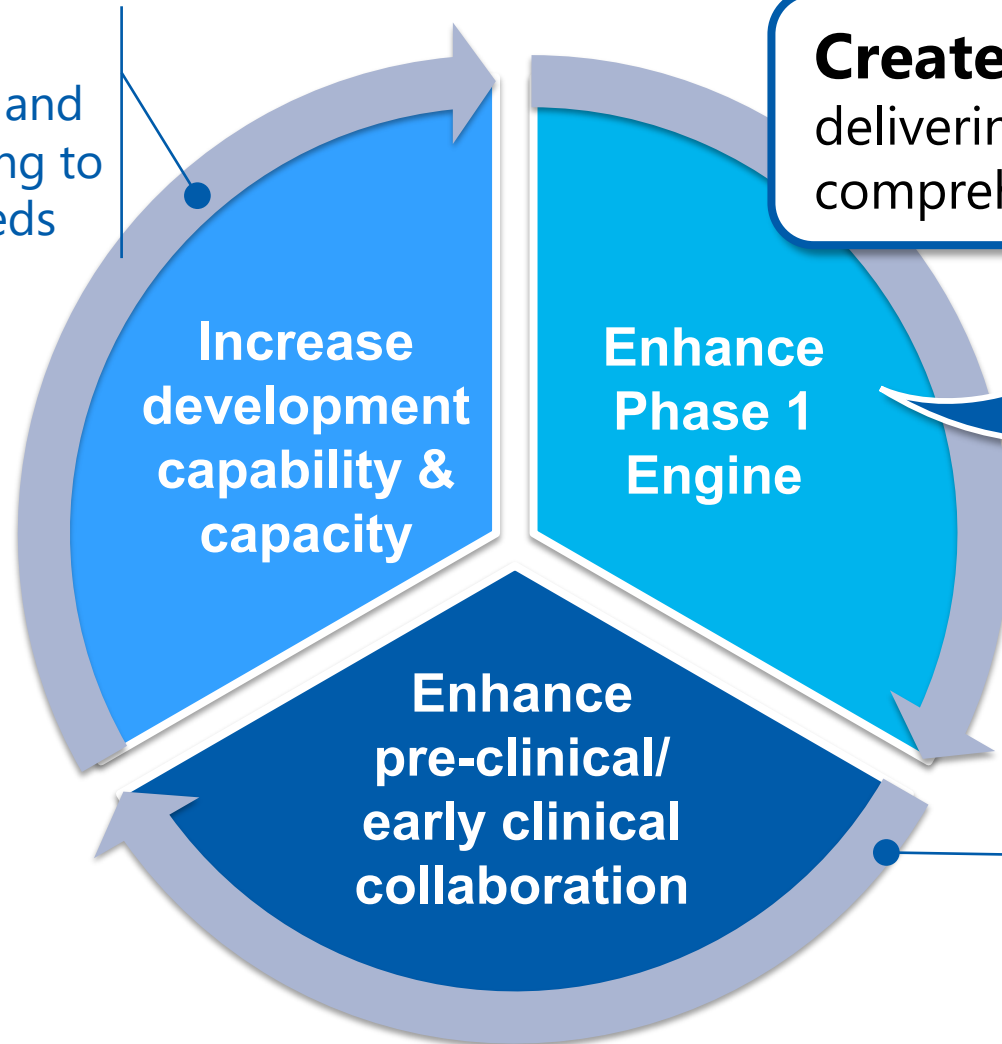 and
ng to
eds
Create
deliverin
compreh
Increase
development
capability &
capacity
Enhance
Phase 1
Engine
Enhance
pre-clinical/
early clinical
collaboration